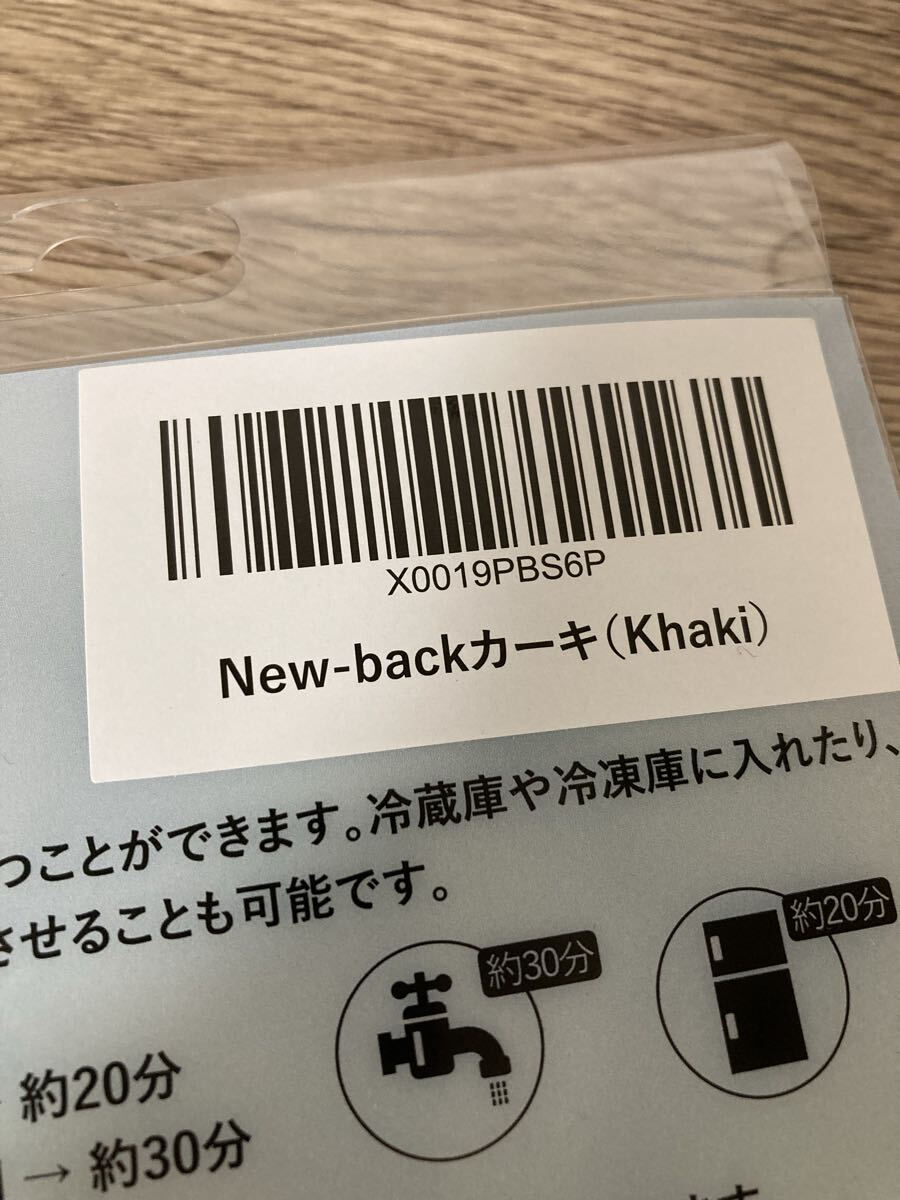 X0019PBS6P
New-backカーキ(Khaki)
つことができます。冷蔵庫や冷凍庫に入れたり、
させることも可能です。
約30分
約20分
約20分
→ 約30分